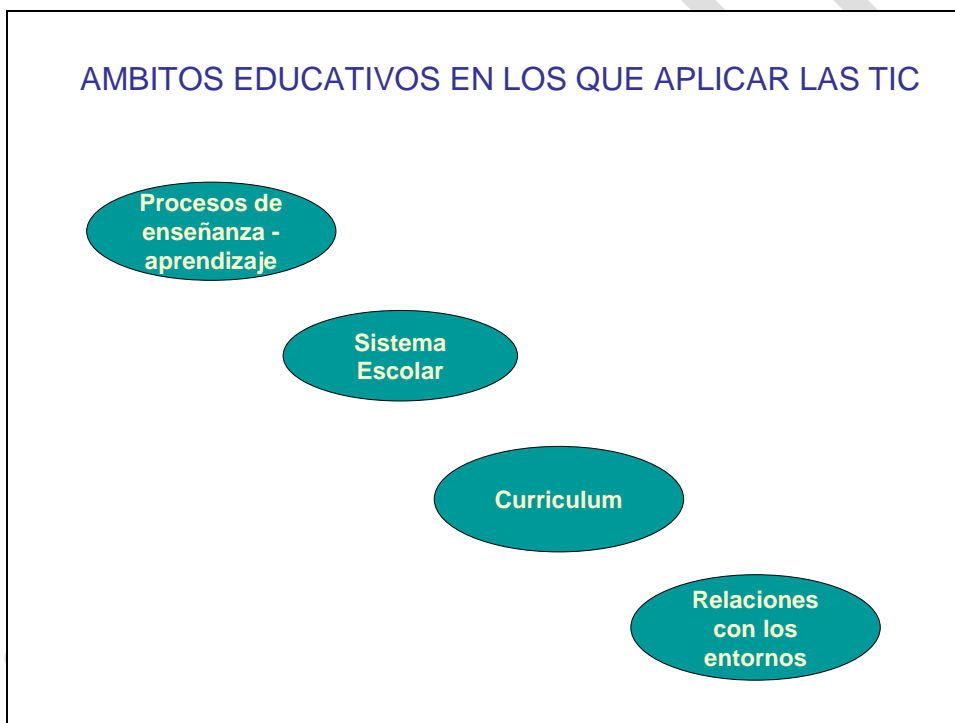 AMBITOS EDUCATIVOS EN LOS QUE APLICAR LAS TIC
Procesos de
enseñanza -
aprendizaje
Sistema
Escolar
Curriculum
Relaciones
con los
entornos